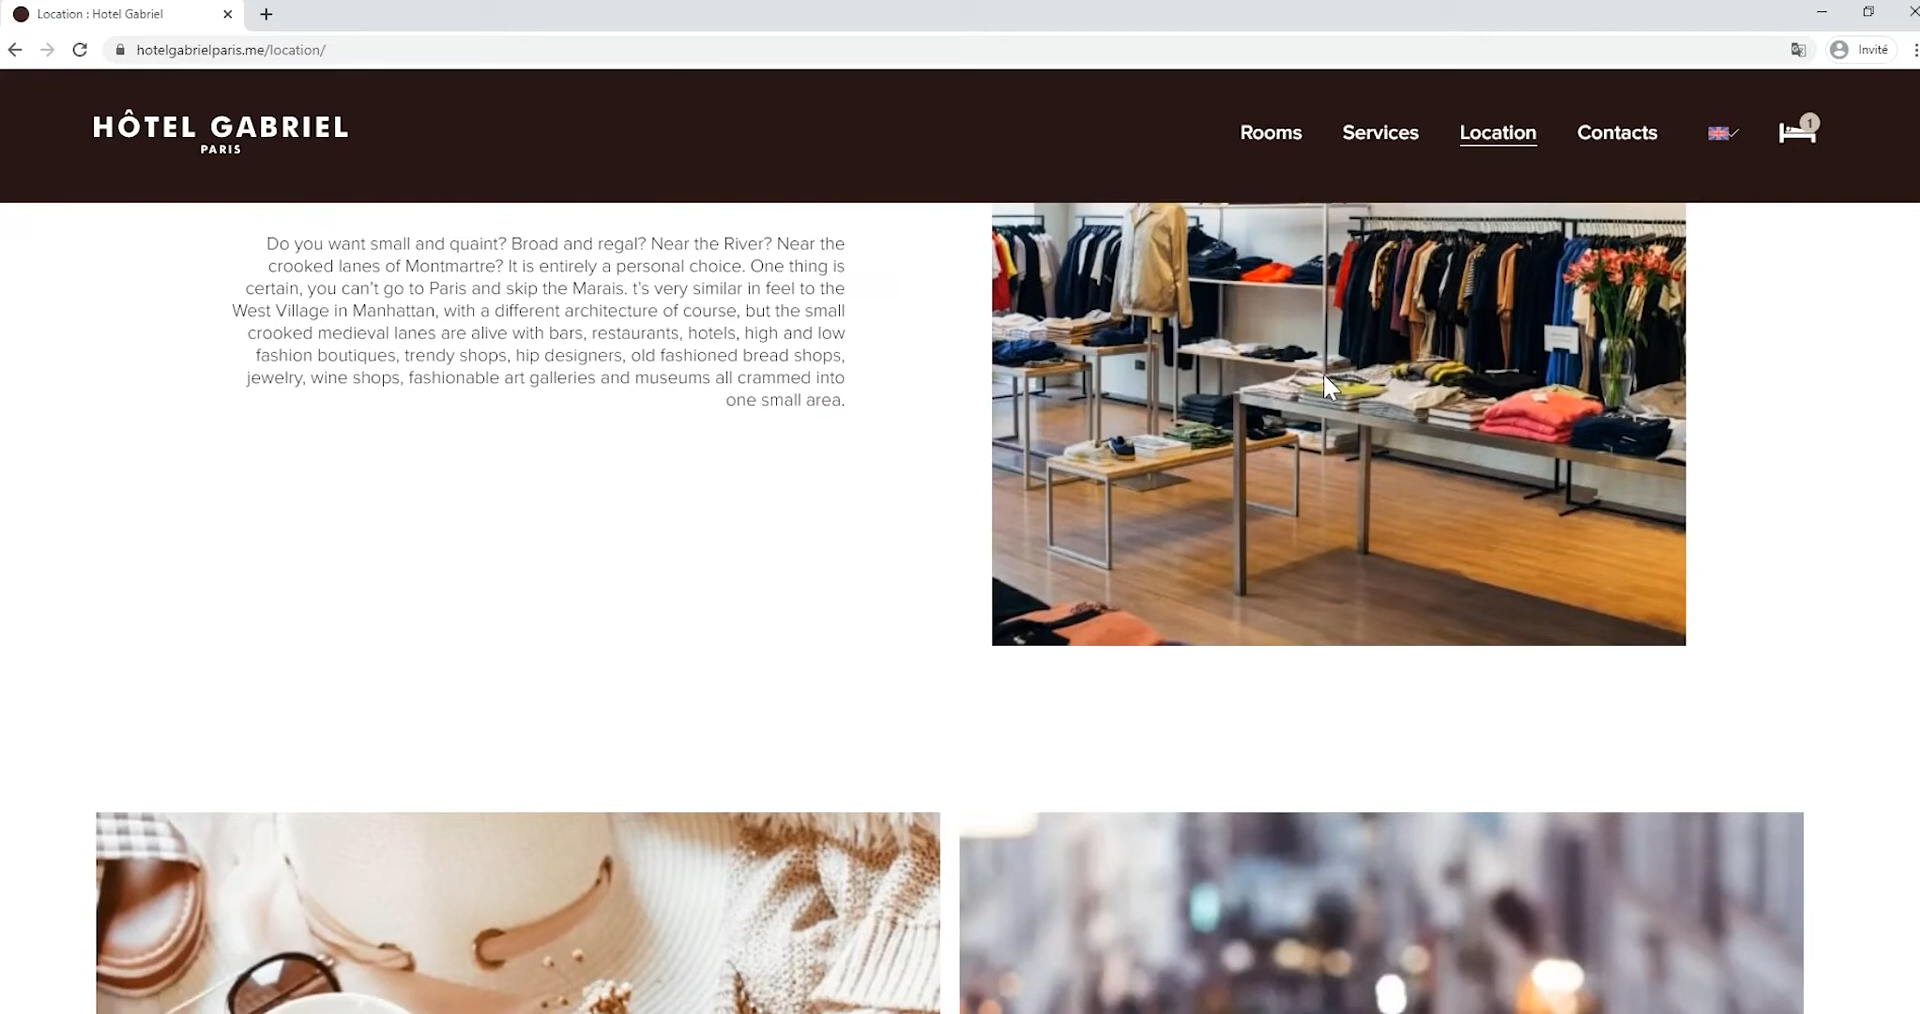 Location : Hotel Gabriel
hotelgabrielparis.me/location/
Invité
HÔTEL GABRIEL
PARIS
Rooms
Services
Location
Contacts
1
Do you want small and quaint? Broad and regal? Near the River? Near the
crooked lanes of Montmartre? It is entirely a personal choice. One thing is
certain, you can't go to Paris and skip the Marais. t's very similar in feel to the
West Village in Manhattan, with a different architecture of course, but the small
crooked medieval lanes are alive with bars, restaurants, hotels, high and low
fashion boutiques, trendy shops, hip designers, old fashioned bread shops,
jewelry, wine shops, fashionable art galleries and museums all crammed into
one small area.